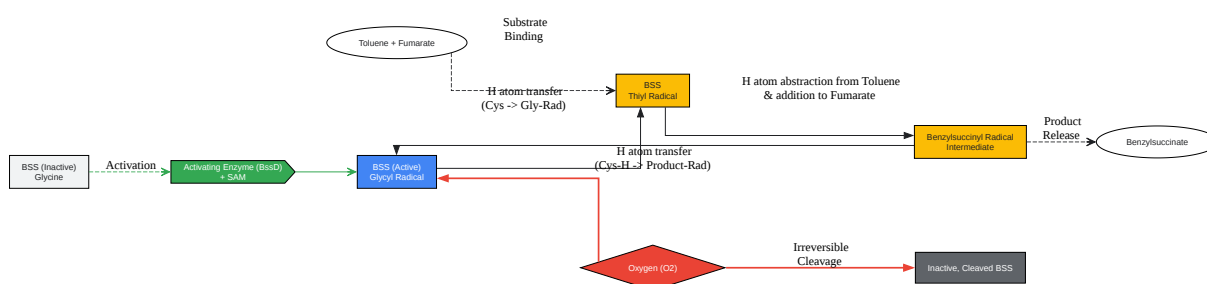 Substrate
Binding
Toluene + Fumarate
H atom transfer
(Cys -> Gly-Rad)
BSS
Thiyl Radical
H atom abstraction from Toluene
& addition to Fumarate
Benzylsuccinyl Radical
Intermediate
Product
Release
Benzylsuccinate
BSS (Inactive)
Glycine
Activation
Activating Enzyme (BssD)
+ SAM
BSS (Active)
Glycyl Radical
H atom transfer
(Cys-H -> Product-Rad)
Oxygen (O2)
Irreversible
Cleavage
Inactive, Cleaved BSS